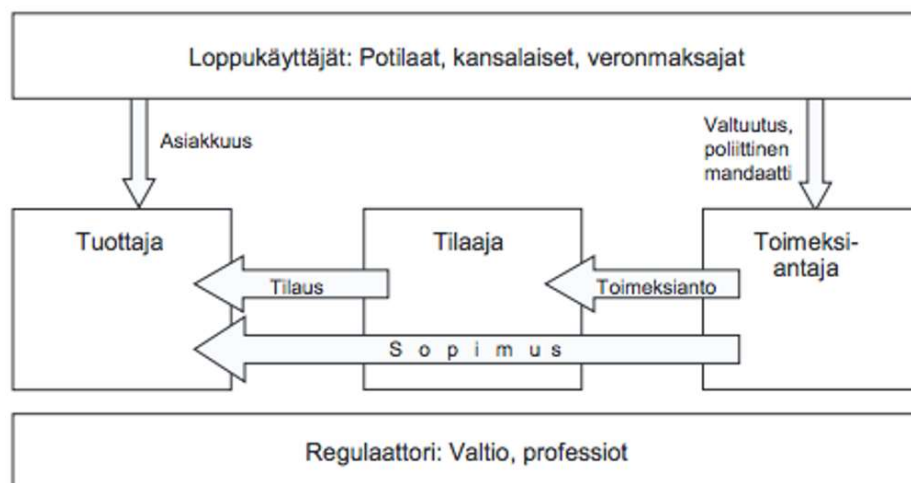 Loppukäyttäjät: Potilaat, kansalaiset, veronmaksajat
Asiakkuus
Valtuutus,
poliittinen
mandaatti
Tuottaja
Tilaaja
Toimeksi-
antaja
Tilaus
Toimeksianto
S o p i m u s
Regulaattori: Valtio, professiot